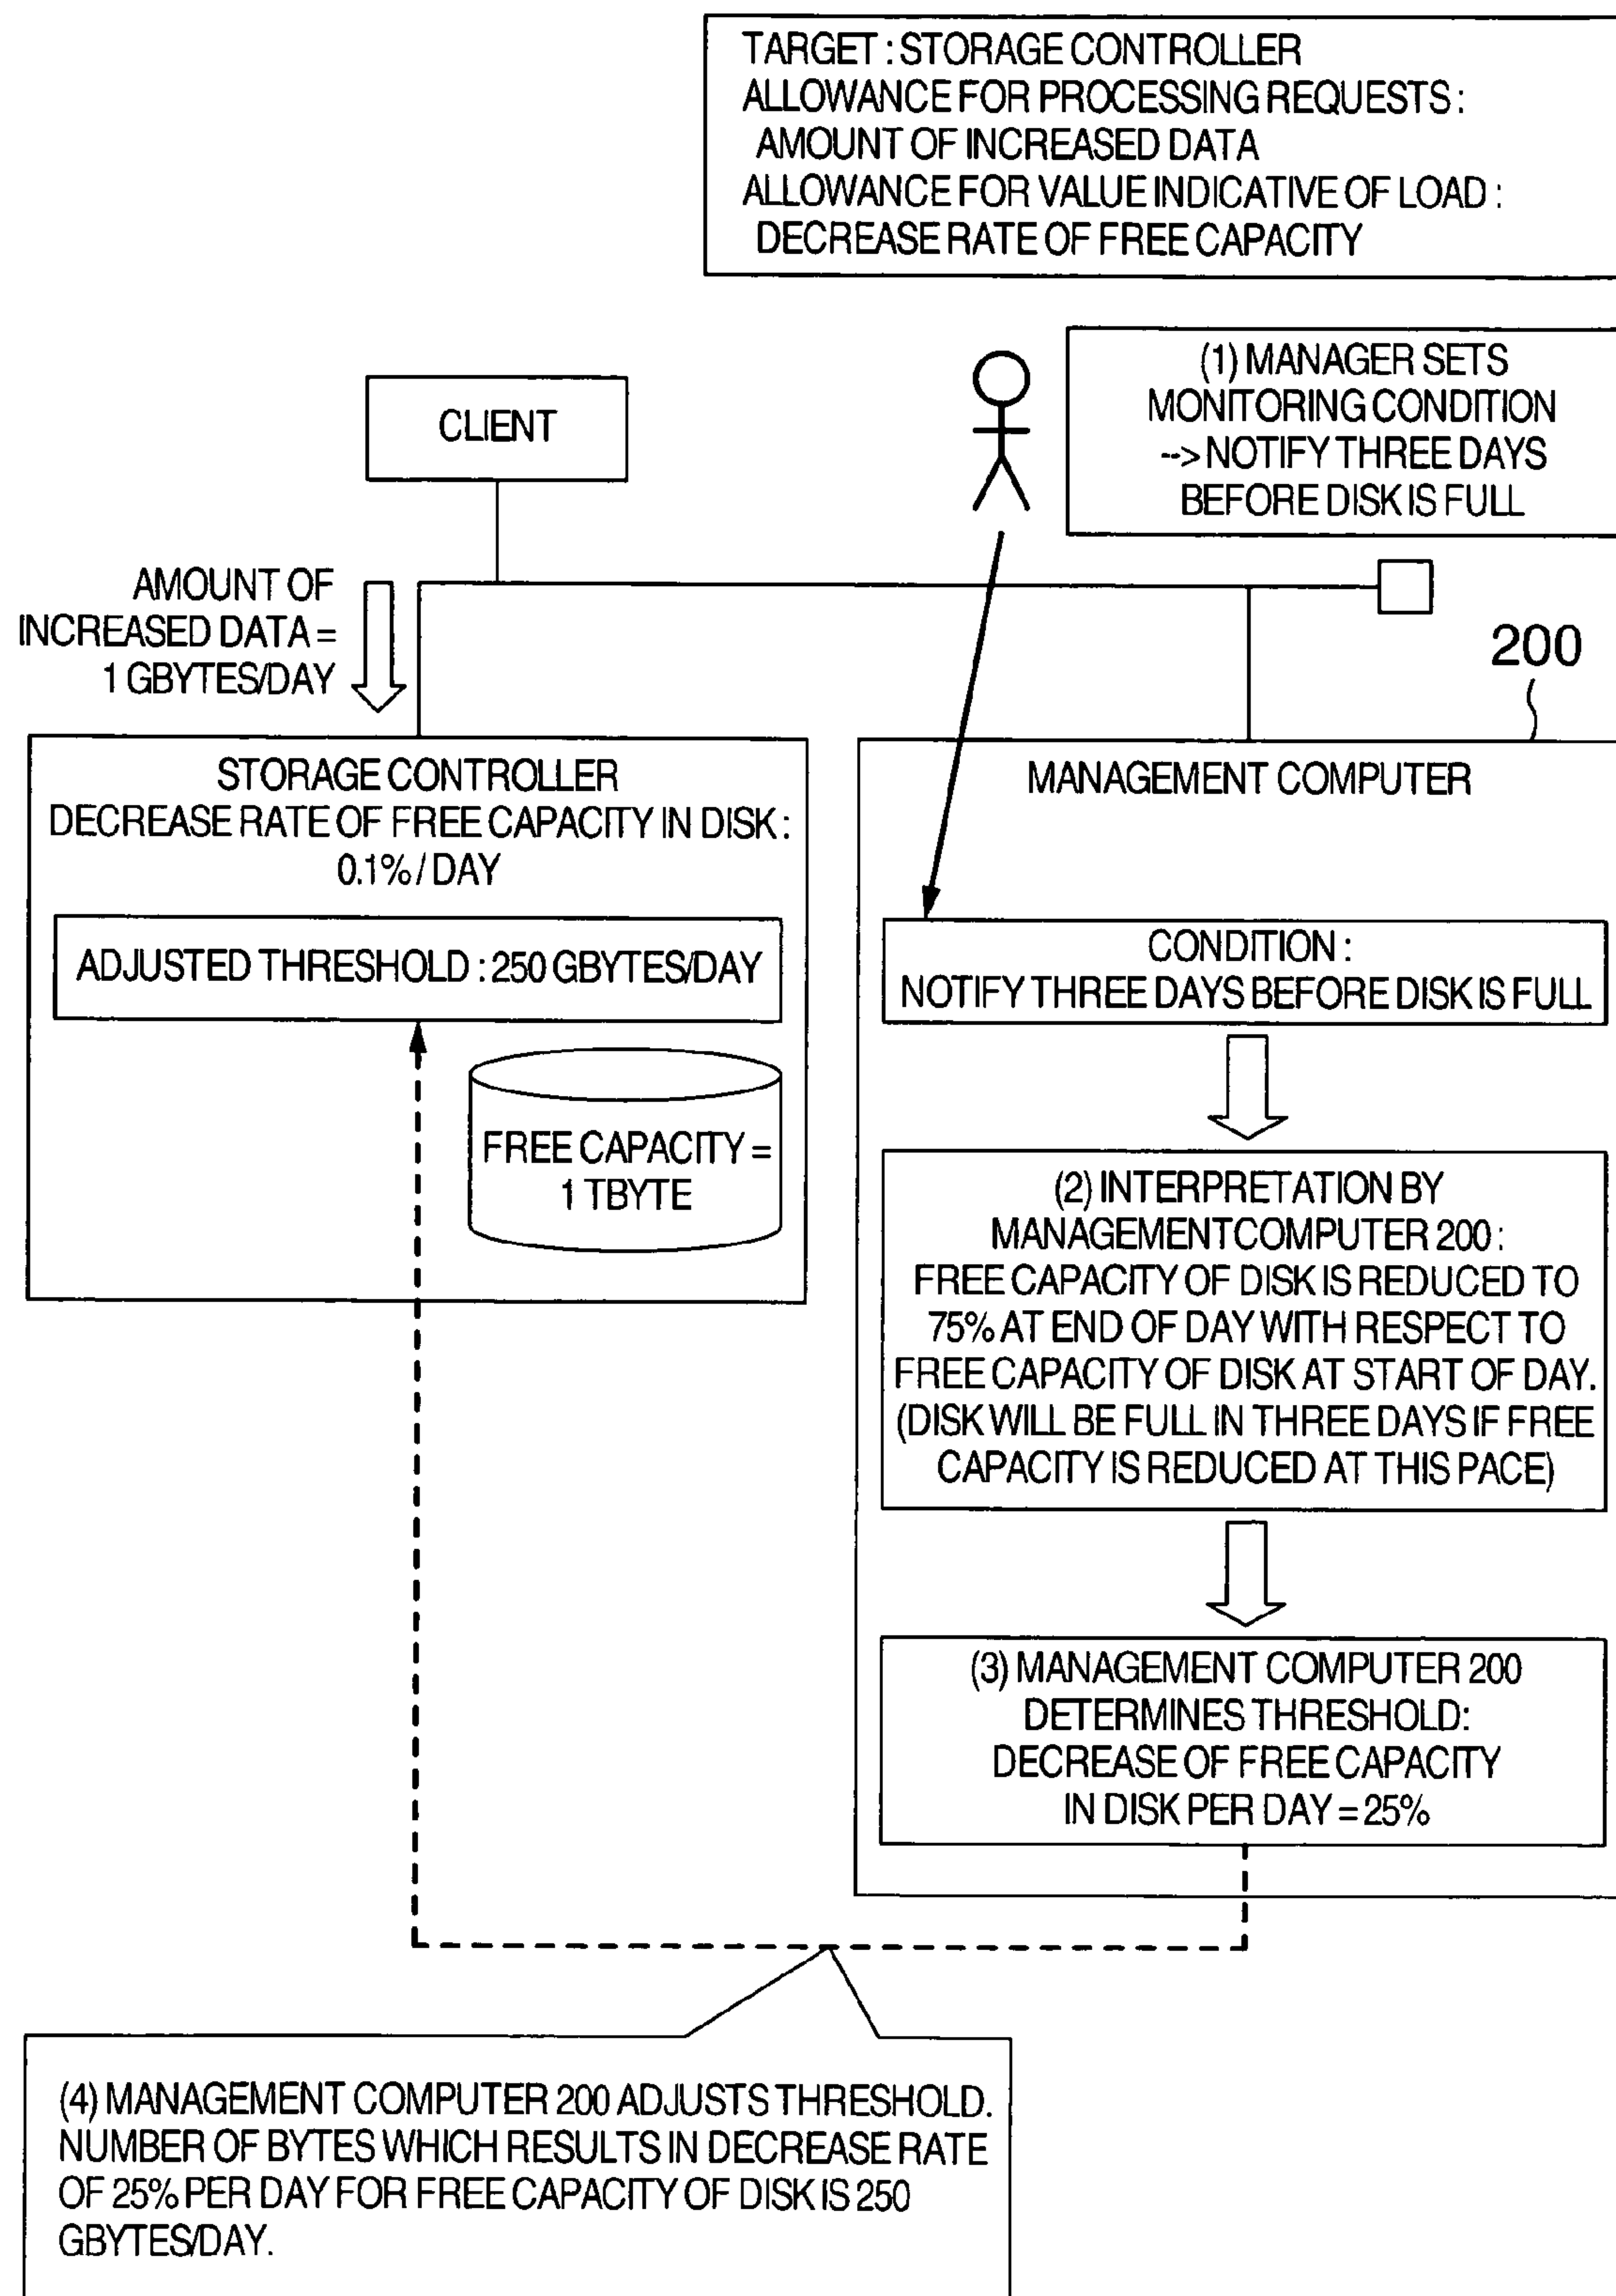 TARGET : STORAGE CONTROLLER
ALLOWANCE FOR PROCESSING REQUESTS :
AMOUNT OF INCREASED DATA
ALLOWANCE FOR VALUE INDICATIVE OF LOAD :
DECREASE RATE OF FREE CAPACITY
(1) MANAGER SETS
MONITORING CONDITION
--> NOTIFY THREE DAYS
BEFORE DISK IS FULL
CLIENT
AMOUNT OF
INCREASED DATA =
1 GBYTES/DAY
200
STORAGE CONTROLLER
DECREASE RATE OF FREE CAPACITY IN DISK :
0.1% / DAY
ADJUSTED THRESHOLD : 250 GBYTES/DAY
FREE CAPACITY =
1 TBYTE
MANAGEMENT COMPUTER
CONDITION :
NOTIFY THREE DAYS BEFORE DISK IS FULL
(2) INTERPRETATION BY
MANAGEMENTCOMPUTER 200 :
FREE CAPACITY OF DISK IS REDUCED TO
75% AT END OF DAY WITH RESPECT TO
FREE CAPACITY OF DISK AT START OF DAY.
(DISK WILL BE FULL IN THREE DAYS IF FREE
CAPACITY IS REDUCED AT THIS PACE)
(3) MANAGEMENT COMPUTER 200
DETERMINES THRESHOLD:
DECREASE OF FREE CAPACITY
IN DISK PER DAY = 25%
(4) MANAGEMENT COMPUTER 200 ADJUSTS THRESHOLD.
NUMBER OF BYTES WHICH RESULTS IN DECREASE RATE
OF 25% PER DAY FOR FREE CAPACITY OF DISK IS 250
GBYTES/DAY.